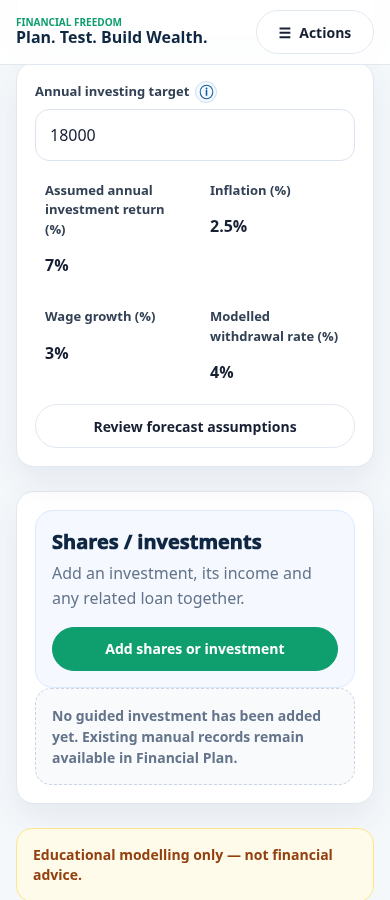 FINANCIAL FREEDOM
Plan. Test. Build Wealth.
☰ Actions
Annual investing target ⓘ
18000
Assumed annual
investment return
(%)
7%
Inflation (%)
2.5%
Wage growth (%)
3%
Modelled
withdrawal rate (%)
4%
Review forecast assumptions
Shares / investments
Add an investment, its income and
any related loan together.
Add shares or investment
No guided investment has been added
yet. Existing manual records remain
available in Financial Plan.
Educational modelling only — not financial
advice.